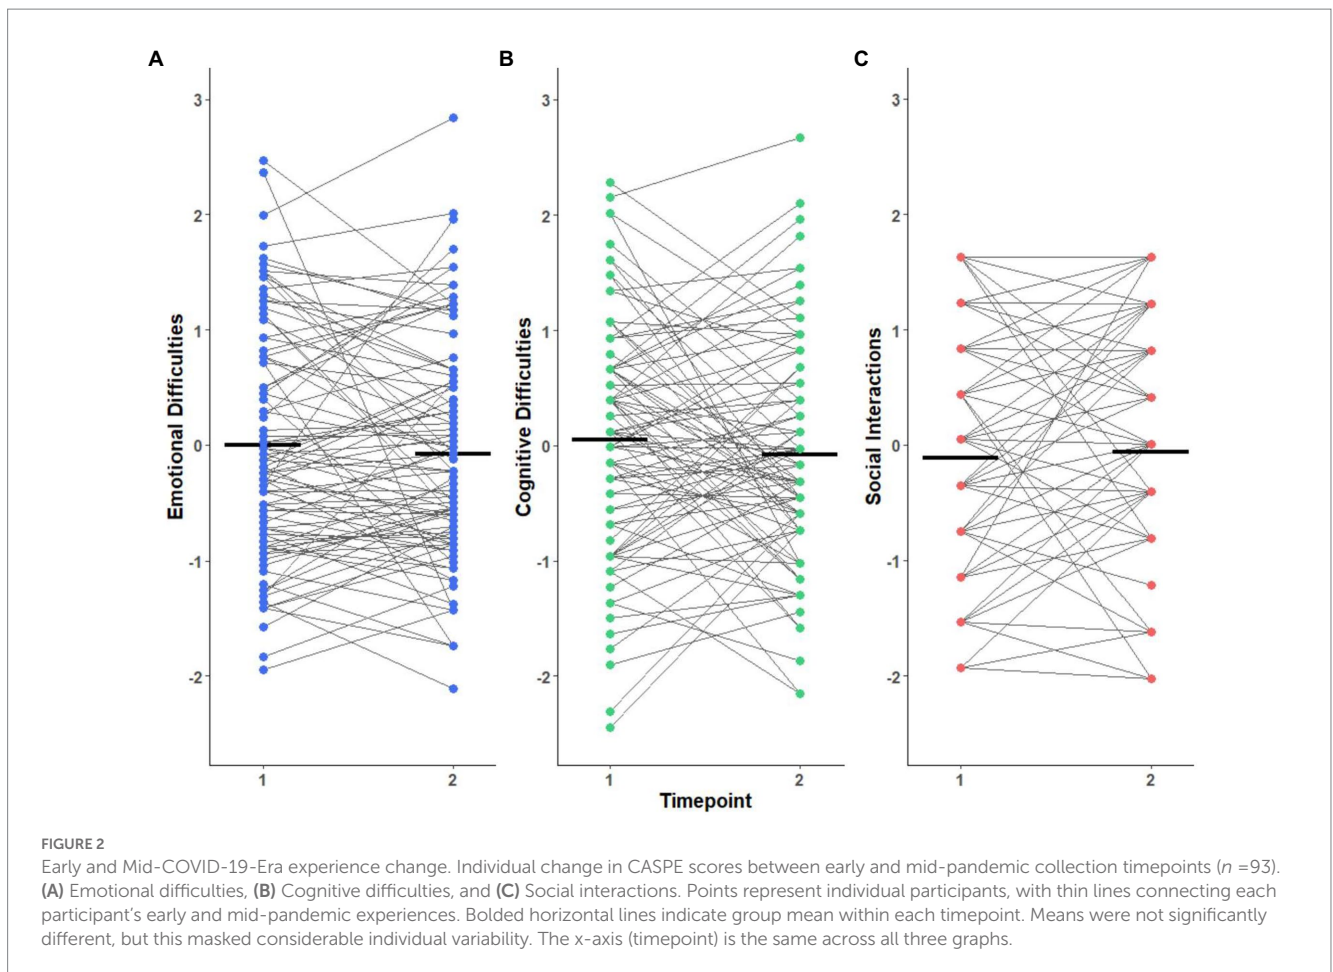 A
B
C
3
2
1
0
-1
-2
Emotional Difficulties
1
2
3
2
1
0
-1
-2
Cognitive Difficulties
1
2
Timepoint
3
2
1
0
-1
-2
Social Interactions
1
2
FIGURE 2
Early and Mid-COVID-19-Era experience change. Individual change in CASPE scores between early and mid-pandemic collection timepoints (n =93).
(A) Emotional difficulties, (B) Cognitive difficulties, and (C) Social interactions. Points represent individual participants, with thin lines connecting each
participant's early and mid-pandemic experiences. Bolded horizontal lines indicate group mean within each timepoint. Means were not significantly
different, but this masked considerable individual variability. The x-axis (timepoint) is the same across all three graphs.